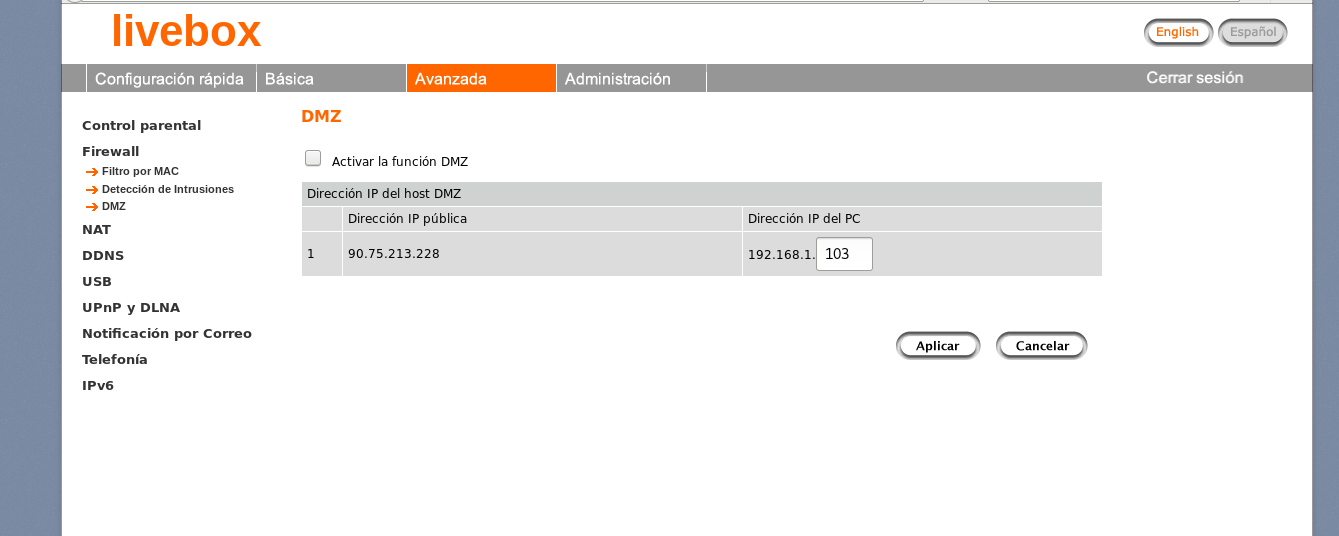 livebox
English Español
Configuración rápida Básica Avanzada Administración Cerrar sesión
DMZ
Control parental
Firewall
Filtro por MAC
Detección de Intrusiones
DMZ
NAT
DDNS
USB
UPnP y DLNA
Notificación por Correo
Telefonía
IPv6
Activar la función DMZ
Dirección IP del host DMZ
Dirección IP pública Dirección IP del PC
1 90.75.213.228 192.168.1. 103
Aplicar Cancelar